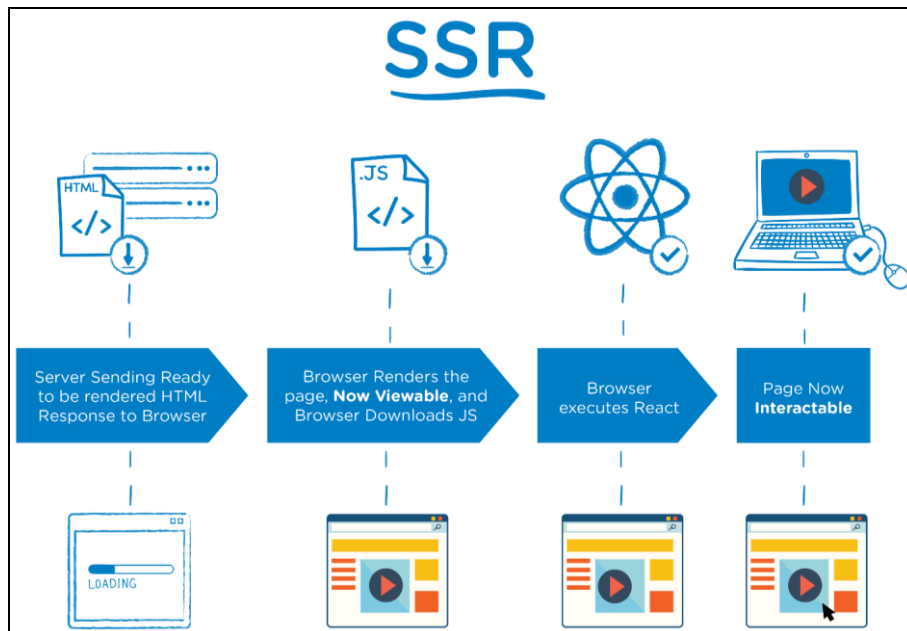 SSR
HTML
</>
.JS
</>
Server Sending Ready
to be rendered HTML
Response to Browser
Browser Renders the
page, Now Viewable, and
Browser Downloads JS
Browser
executes React
Page Now
Interactable
LOADING